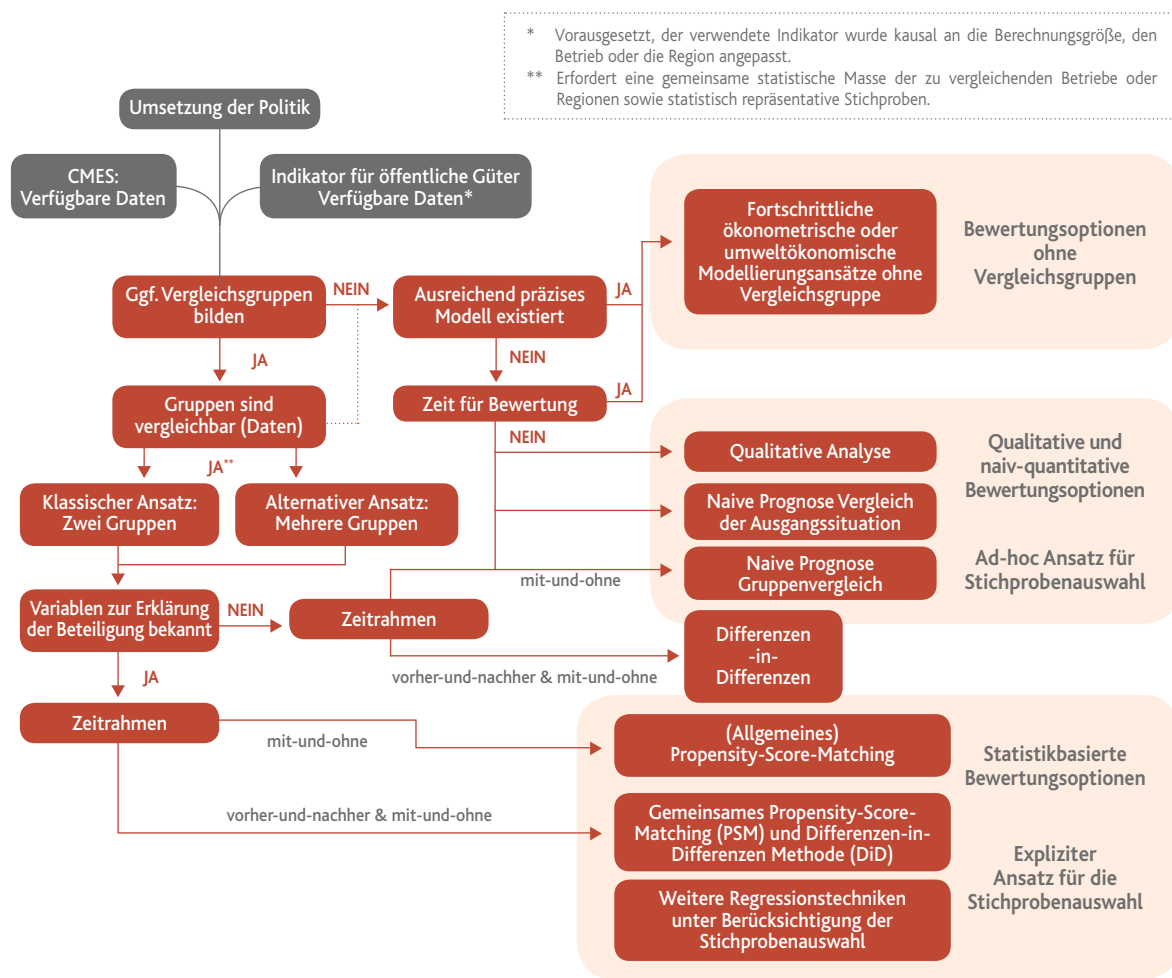 * Vorausgesetzt, der verwendete Indikator wurde kausal an die Berechnungsgröße, den
Betrieb oder die Region angepasst.
** Erfordert eine gemeinsame statistische Masse der zu vergleichenden Betriebe oder
Regionen sowie statistisch repräsentative Stichproben.
Umsetzung der Politik
CMES:
Verfügbare Daten
Indikator für öffentliche Güter
Verfügbare Daten*
Fortschrittliche
ökonometrische oder
umweltökonomische
Modellierungsansätze ohne
Vergleichsgruppe
Bewertungsoptionen
ohne
Vergleichsgruppen
Ggf. Vergleichsgruppen
bilden
NEIN
Ausreichend präzises
Modell existiert
JA
JA
NEIN
Gruppen sind
vergleichbar (Daten)
Zeit für Bewertung
JA
NEIN
JA**
Qualitative Analyse
Qualitative und
naiv-quantitative
Bewertungsoptionen
Klassischer Ansatz:
Zwei Gruppen
Alternativer Ansatz:
Mehrere Gruppen
Naive Prognose Vergleich
der Ausgangssituation
mit-und-ohne
Naive Prognose
Gruppenvergleich
Ad-hoc Ansatz für
Stichprobenauswahl
Variablen zur Erklärung
der Beteiligung bekannt
NEIN
Zeitrahmen
Differenzen
-in-
Differenzen
vorher-und-nachher & mit-und-ohne
JA
Zeitrahmen
mit-und-ohne
(Allgemeines)
Propensity-Score-Matching
Statistikbasierte
Bewertungsoptionen
vorher-und-nachher & mit-und-ohne
Gemeinsames Propensity-Score-
Matching (PSM) und Differenzen-in-
Differenzen Methode (DiD)
Expliziter
Ansatz für die
Stichprobenauswahl
Weitere Regressionstechniken
unter Berücksichtigung der
Stichprobenauswahl